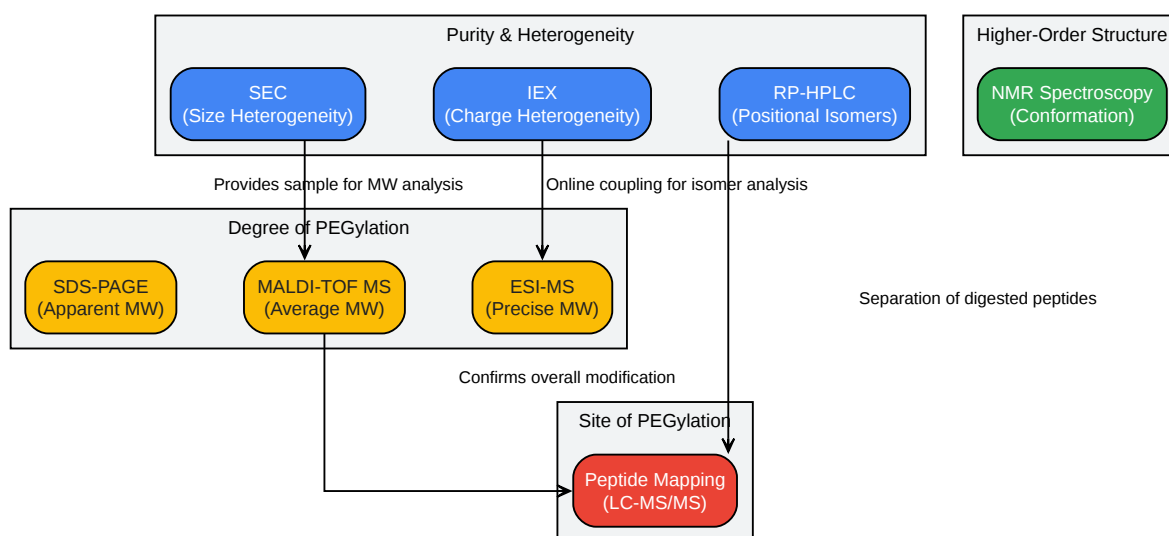 Purity & Heterogeneity
Higher-Order Structure
SEC
(Size Heterogeneity)
IEX
(Charge Heterogeneity)
RP-HPLC
(Positional Isomers)
NMR Spectroscopy
(Conformation)
Provides sample for MW analysis
Online coupling for isomer analysis
Degree of PEGylation
SDS-PAGE
(Apparent MW)
MALDI-TOF MS
(Average MW)
ESI-MS
(Precise MW)
Separation of digested peptides
Confirms overall modification
Site of PEGylation
Peptide Mapping
(LC-MS/MS)